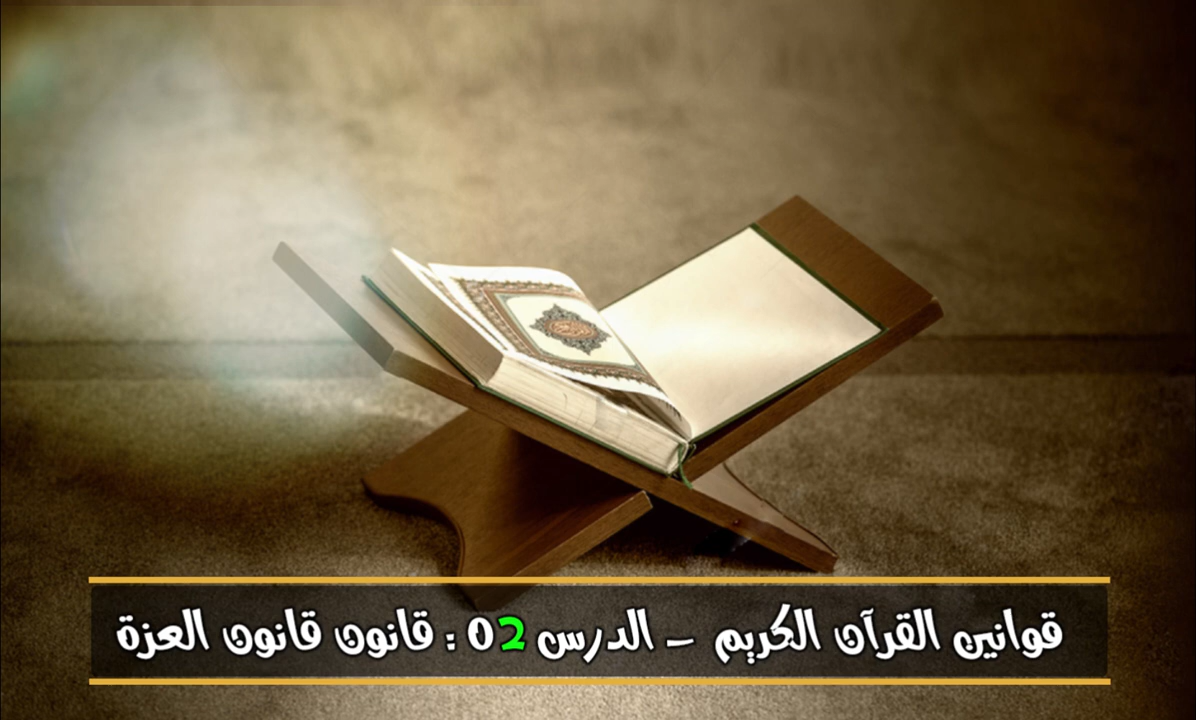 قوانين القرآن الكريم - الدرس 02 : قانون قانون العزة